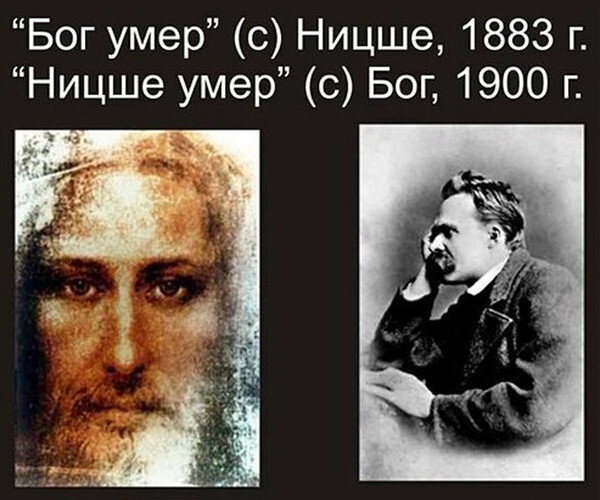 “Бог умер” (с) Ницше, 1883 г.
“Ницше умер” (с) Бог, 1900 г.